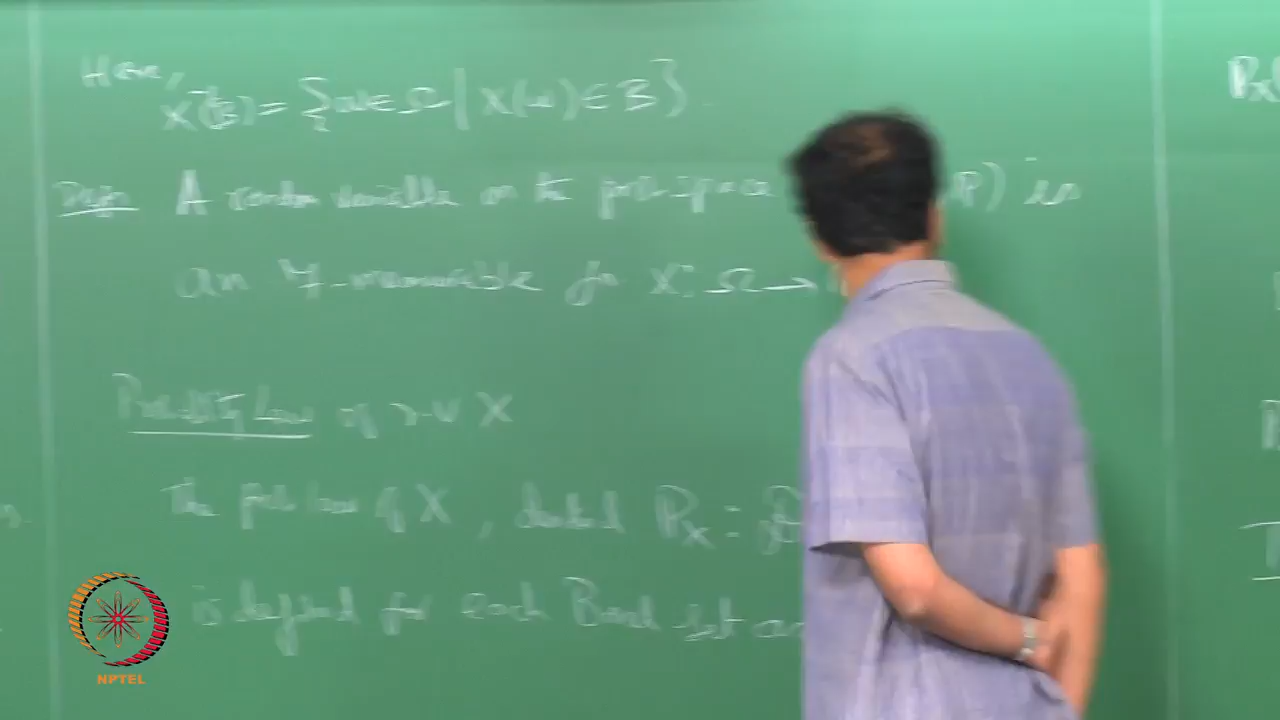 Here,
X⁻¹(B) = {ω ∈ Ω | X(ω) ∈ B}
Defn: A random variable on the prob. space P) is
an ℱ-measurable fn X: Ω →
Probability Law of r.v X
the prob law of X, denoted ℙ_X :
is defined for each Borel set as
NPTEL